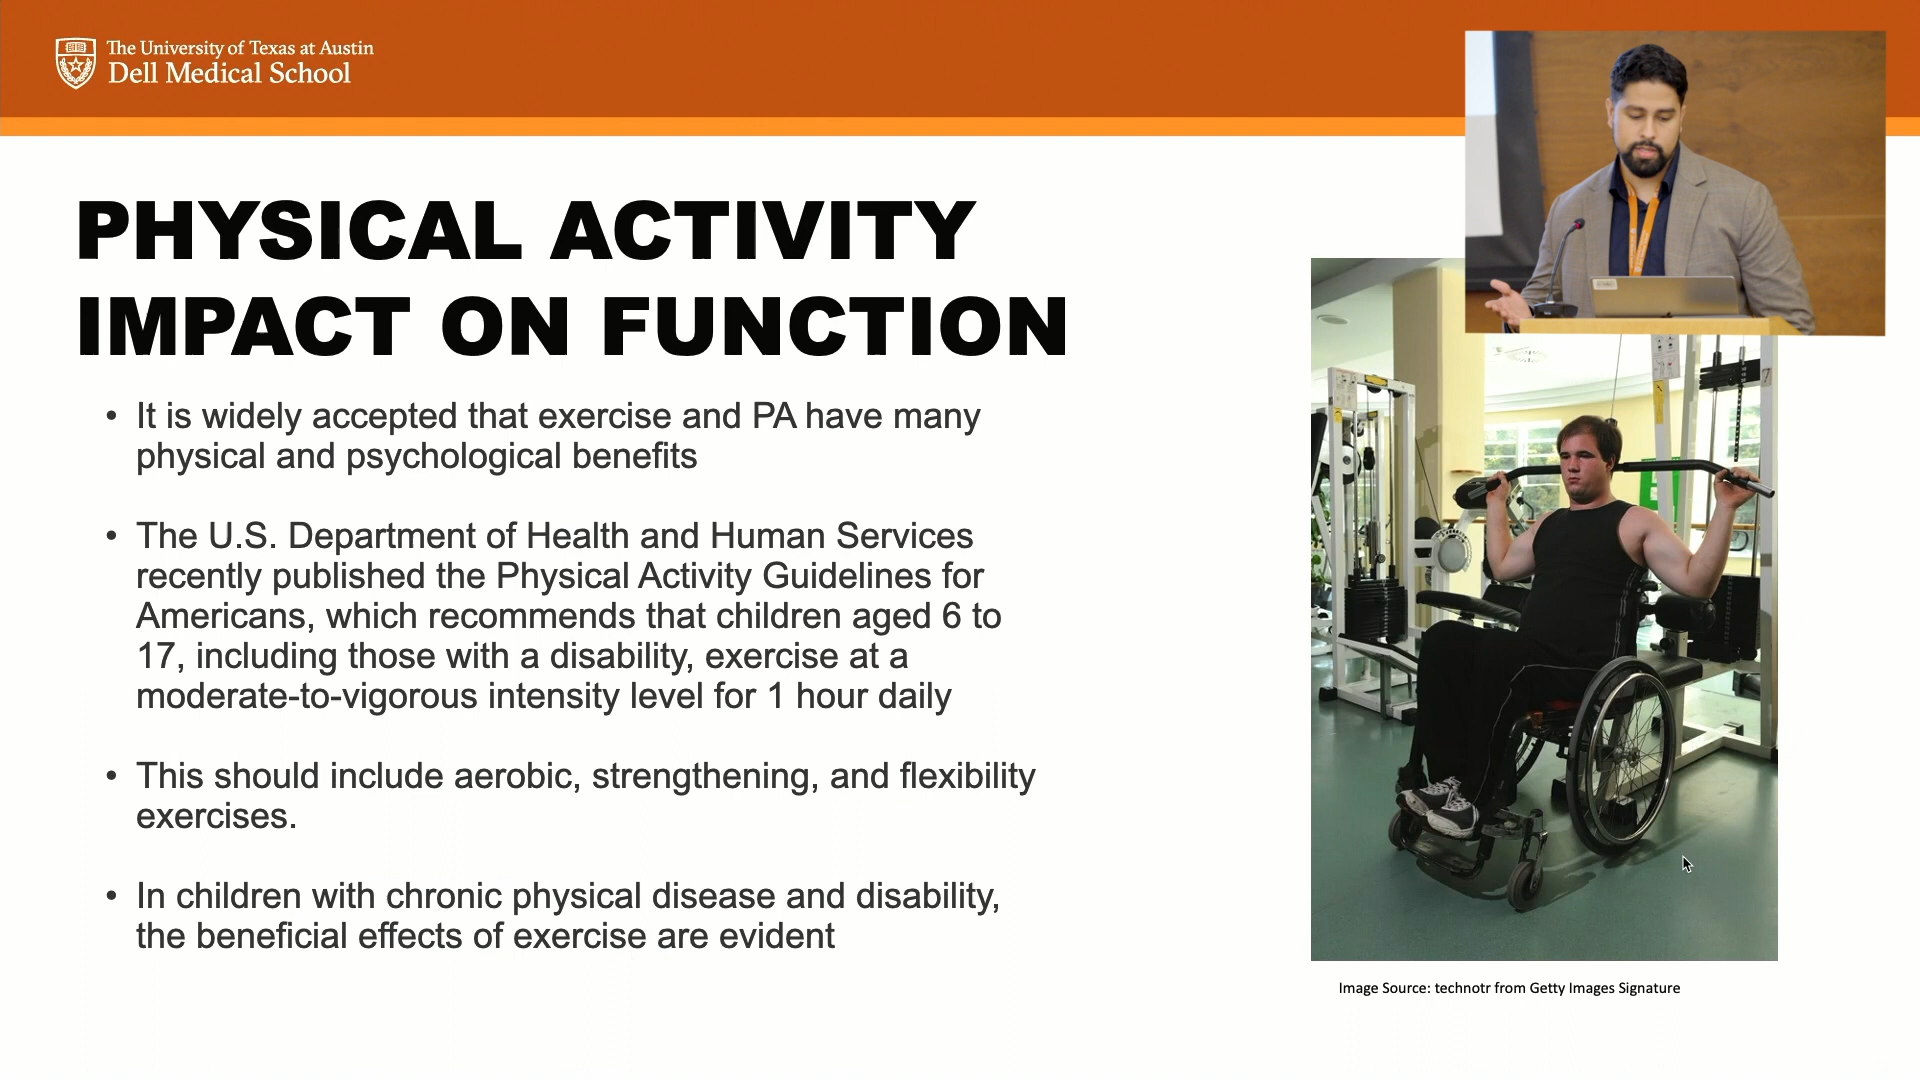 The University of Texas at Austin
Dell Medical School
PHYSICAL ACTIVITY
IMPACT ON FUNCTION
• It is widely accepted that exercise and PA have many
physical and psychological benefits
• The U.S. Department of Health and Human Services
recently published the Physical Activity Guidelines for
Americans, which recommends that children aged 6 to
17, including those with a disability, exercise at a
moderate-to-vigorous intensity level for 1 hour daily
• This should include aerobic, strengthening, and flexibility
exercises.
• In children with chronic physical disease and disability,
the beneficial effects of exercise are evident
Image Source: technotr from Getty Images Signature